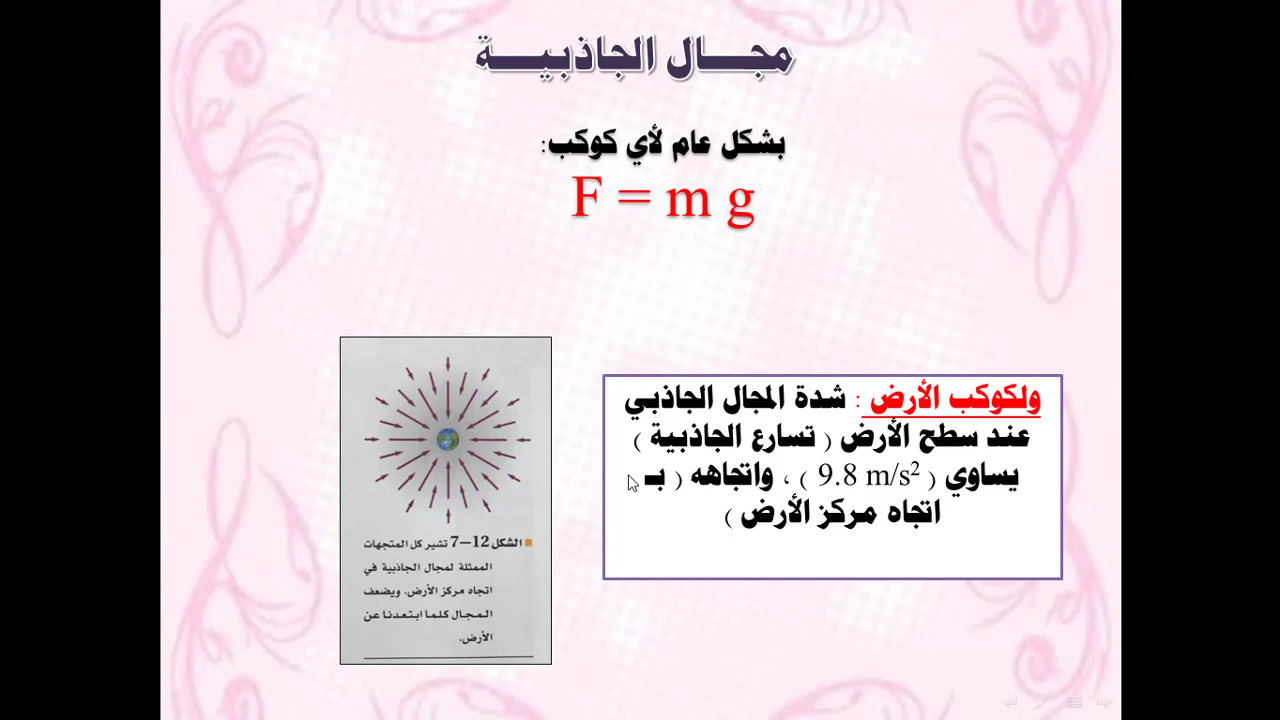 مجال الجاذبية
بشكل عام لأي كوكب:
F = m g
ولكوكب الأرض : شدة المجال الجاذبي
عند سطح الأرض ( تسارع الجاذبية )
يساوي ( 9.8 m/s² ) ، واتجاهه ( بـ
اتجاه مركز الأرض )
الشكل 12–7 تشير كل المتجهات
الممثلة لمجال الجاذبية في
اتجاه مركز الأرض. ويضعف
المجال كلما ابتعدنا عن
الأرض.